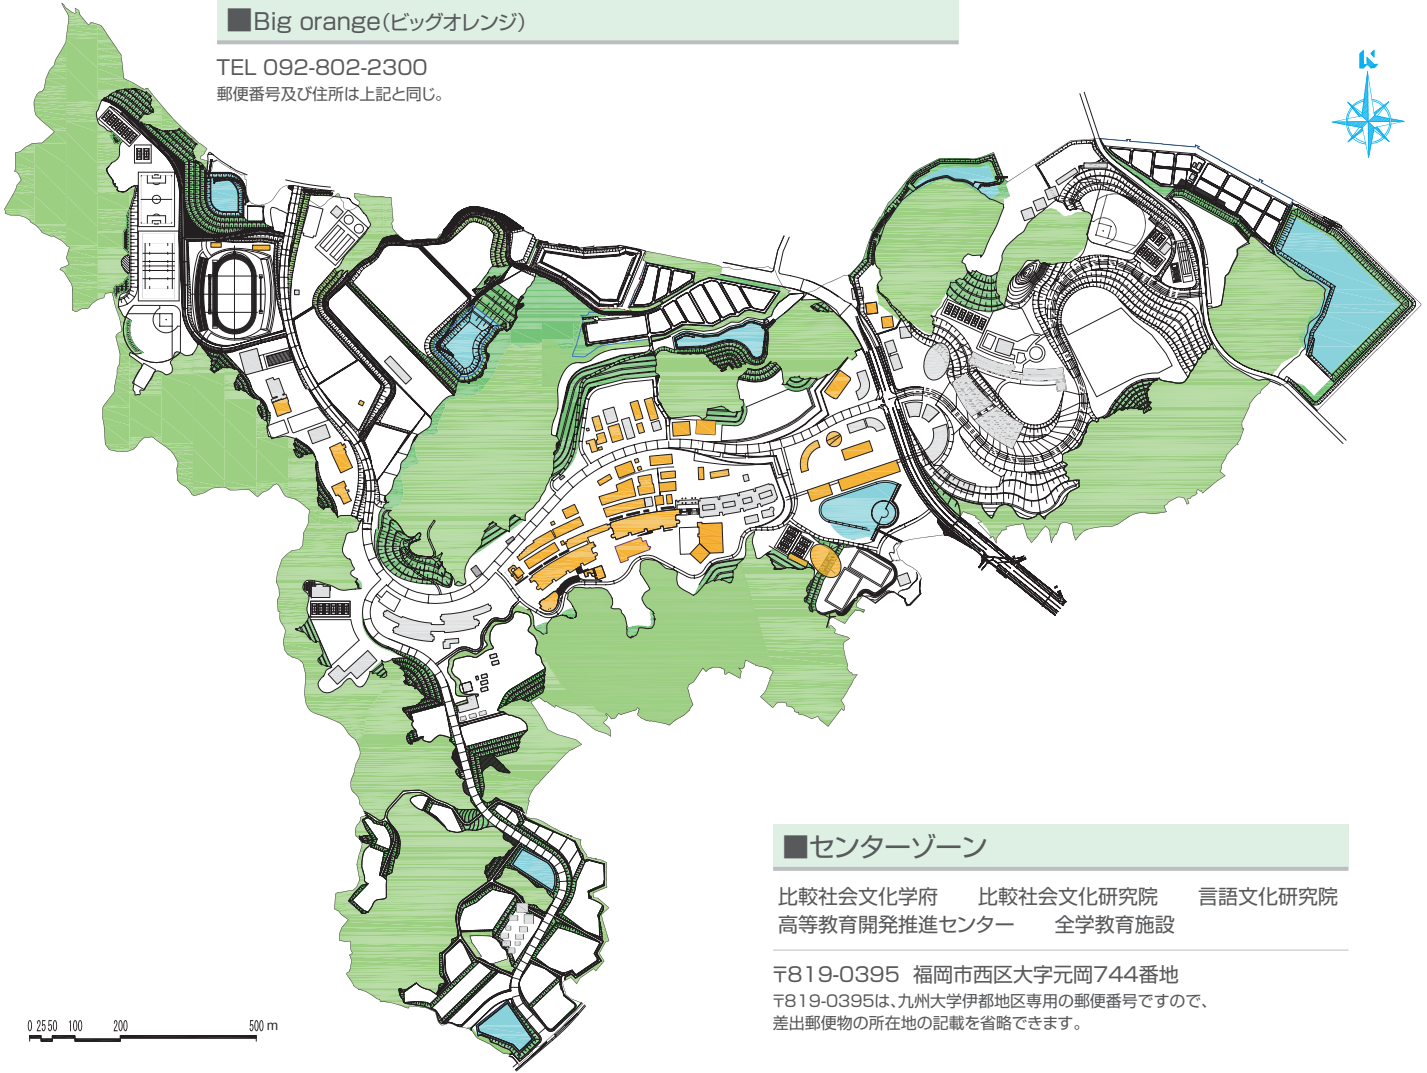 ■Big orange(ビッグオレンジ)
TEL 092-802-2300
郵便番号及び住所は上記と同じ。
N
■センターゾーン
比較社会文化学府 比較社会文化研究院 言語文化研究院
高等教育開発推進センター 全学教育施設
〒819-0395 福岡市西区大字元岡744番地
〒819-0395は、九州大学伊都地区専用の郵便番号ですので、
差出郵便物の所在地の記載を省略できます。
0 25 50 100 200 500 m